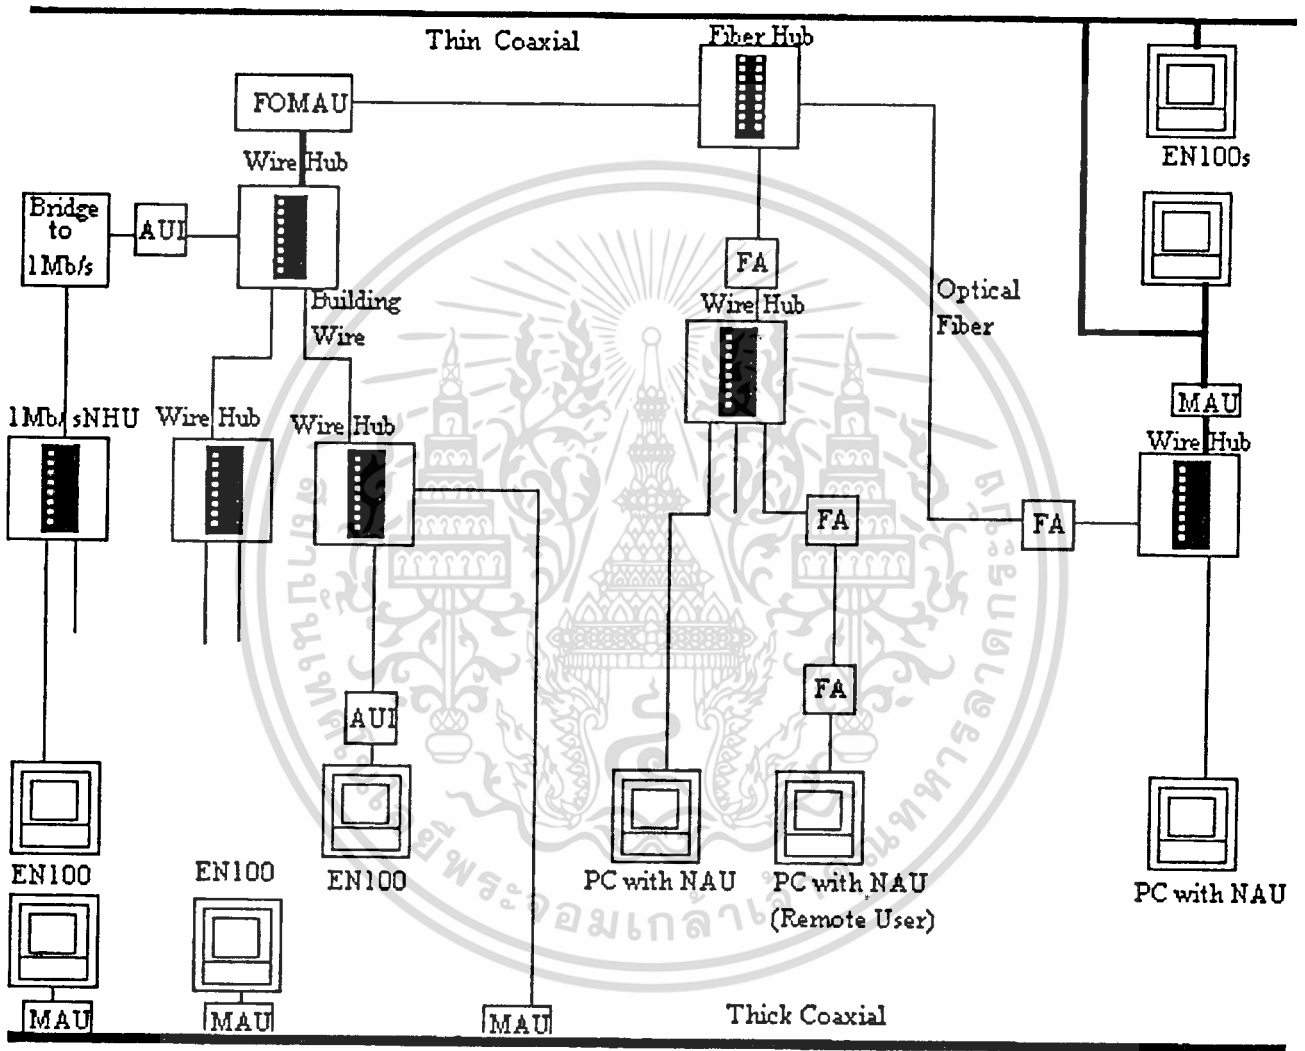 Thin Coaxial
Fiber Hub
FOMAU
EN100s
Wire Hub
Bridge
to
1Mb/s
AUI
FA
Building
Wire
Wire Hub
Optical
Fiber
MAU
1Mb/sNHU
Wire Hub
Wire Hub
Wire Hub
FA
FA
FA
AUI
EN100
EN100
EN100
PC with NAU
PC with NAU
(Remote User)
PC with NAU
MAU
MAU
MAU
Thick Coaxial